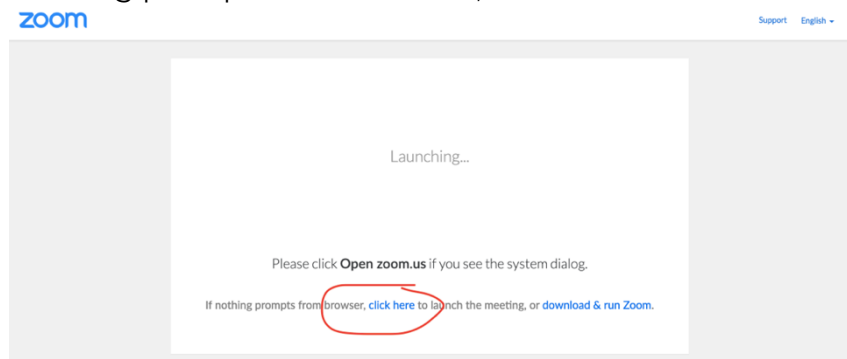 zoom
Support English
Launching...
Please click Open zoom.us if you see the system dialog.
If nothing prompts from browser, click here to launch the meeting, or download & run Zoom.